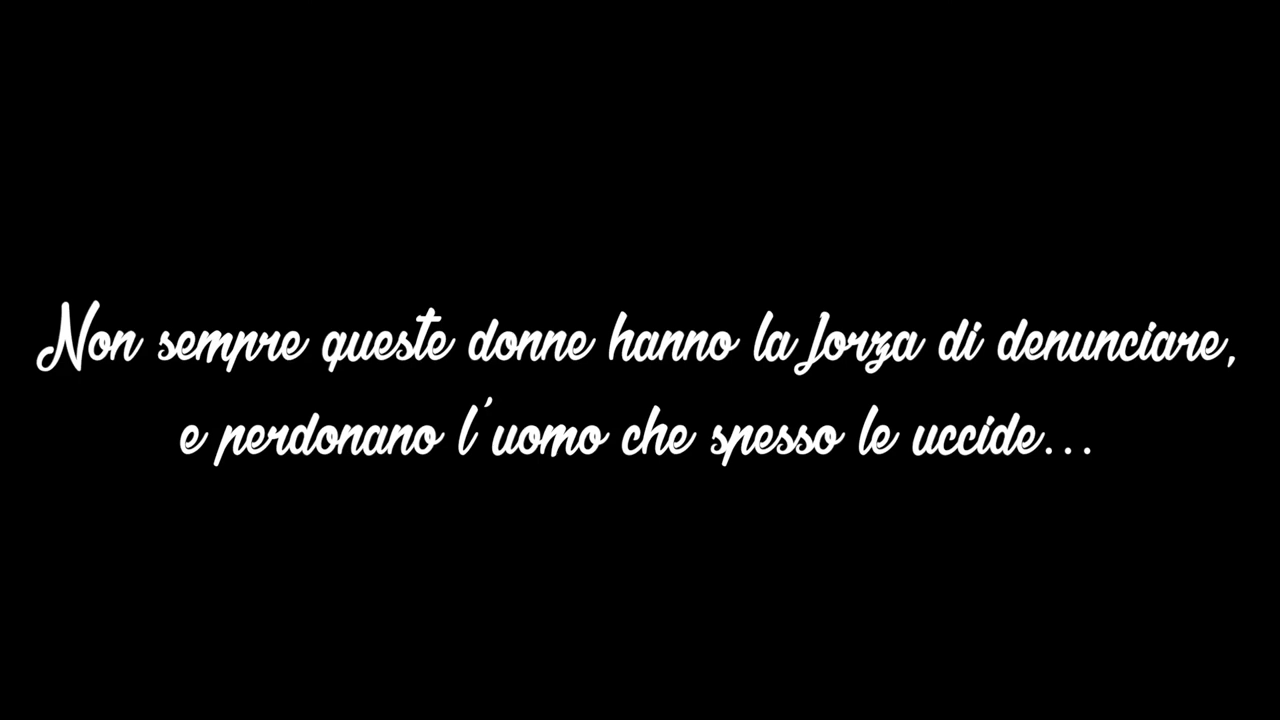 Non sempre queste donne hanno la forza di denunciare,
e perdonano l'uomo che spesso le uccide...